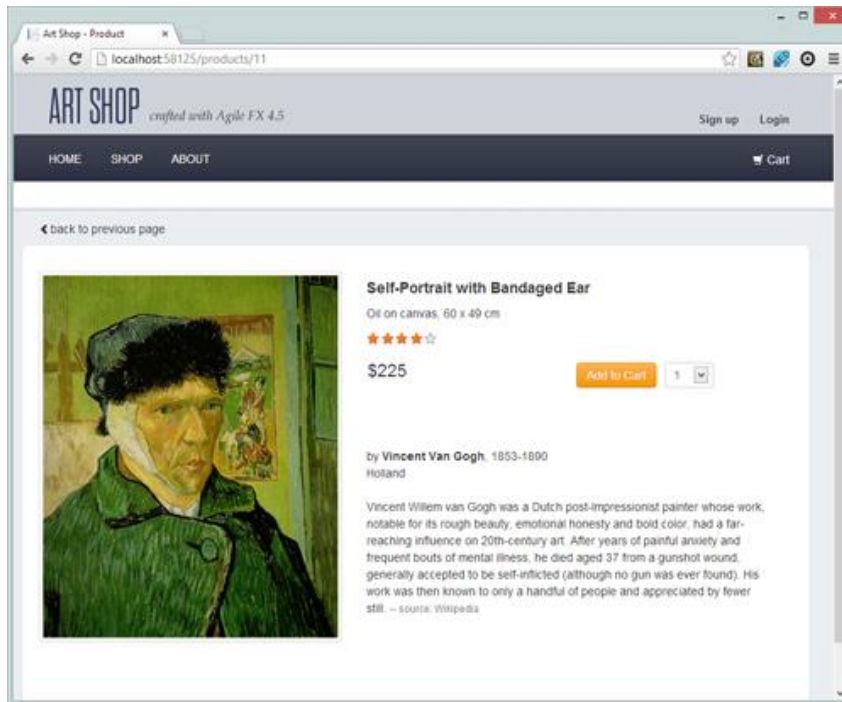 Art Shop - Product
localhost:58125/products/11
ART SHOP crafted with Agile FX 4.5
Sign up Login
HOME SHOP ABOUT Cart
back to previous page
Self-Portrait with Bandaged Ear
Oil on canvas, 60 x 49 cm
$225 Add to Cart 1
by Vincent Van Gogh, 1853-1890
Holland
Vincent Willem van Gogh was a Dutch post-Impressionist painter whose work,
notable for its rough beauty, emotional honesty and bold color, had a far-
reaching influence on 20th-century art. After years of painful anxiety and
frequent bouts of mental illness, he died aged 37 from a gunshot wound,
generally accepted to be self-inflicted (although no gun was ever found). His
work was then known to only a handful of people and appreciated by fewer
still. – source: Wikipedia